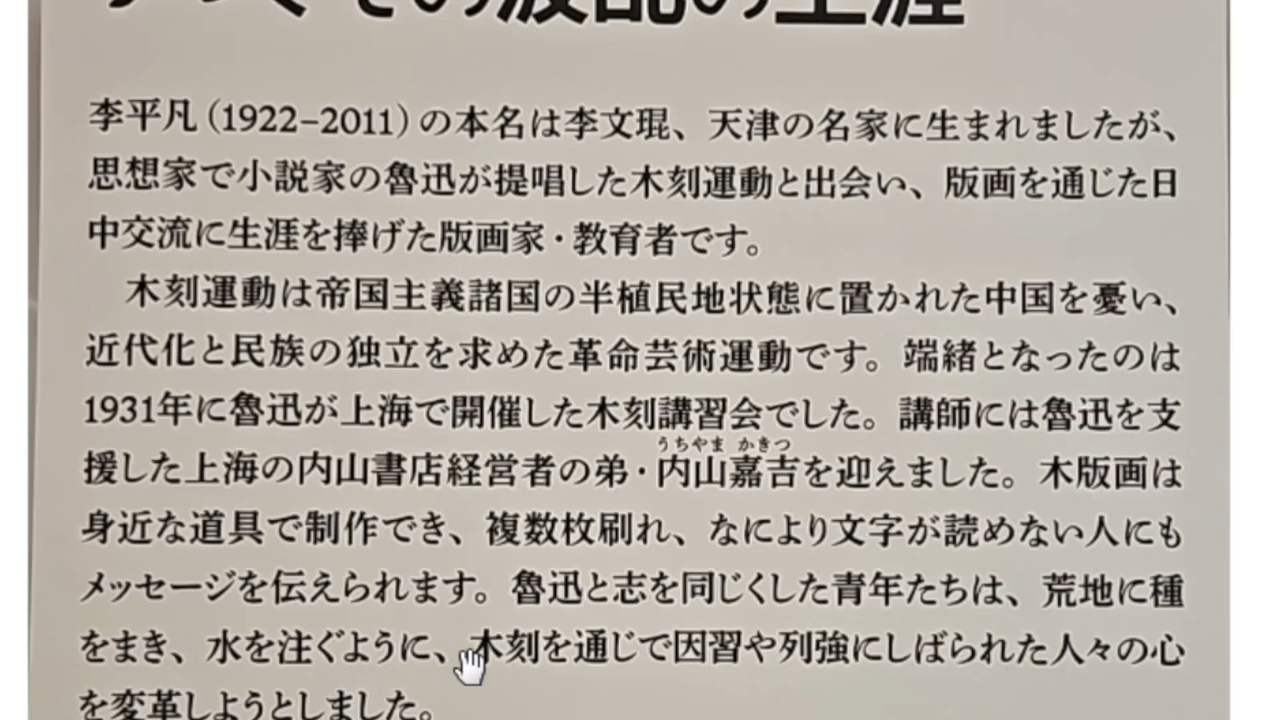 その波乱の生涯
李平凡（1922–2011）の本名は李文琨、天津の名家に生まれましたが、
思想家で小説家の魯迅が提唱した木刻運動と出会い、版画を通じた日
中交流に生涯を捧げた版画家・教育者です。
木刻運動は帝国主義諸国の半植民地状態に置かれた中国を憂い、
近代化と民族の独立を求めた革命芸術運動です。端緒となったのは
1931年に魯迅が上海で開催した木刻講習会でした。講師には魯迅を支
うちやま かきつ
援した上海の内山書店経営者の弟・内山嘉吉を迎えました。木版画は
身近な道具で制作でき、複数枚刷れ、なにより文字が読めない人にも
メッセージを伝えられます。魯迅と志を同じくした青年たちは、荒地に種
をまき、水を注ぐように、木刻を通じて因習や列強にしばられた人々の心
を変革しようとしました。